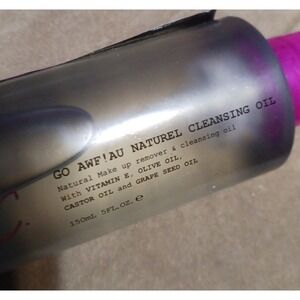 GO AWF!AU NATUREL CLEANSING OIL
Natural Make up remover & cleansing oil
With VITAMIN E, OLIVE OIL,
CASTOR OIL and GRAPE SEED OIL
150mL 5FL.OZ. e